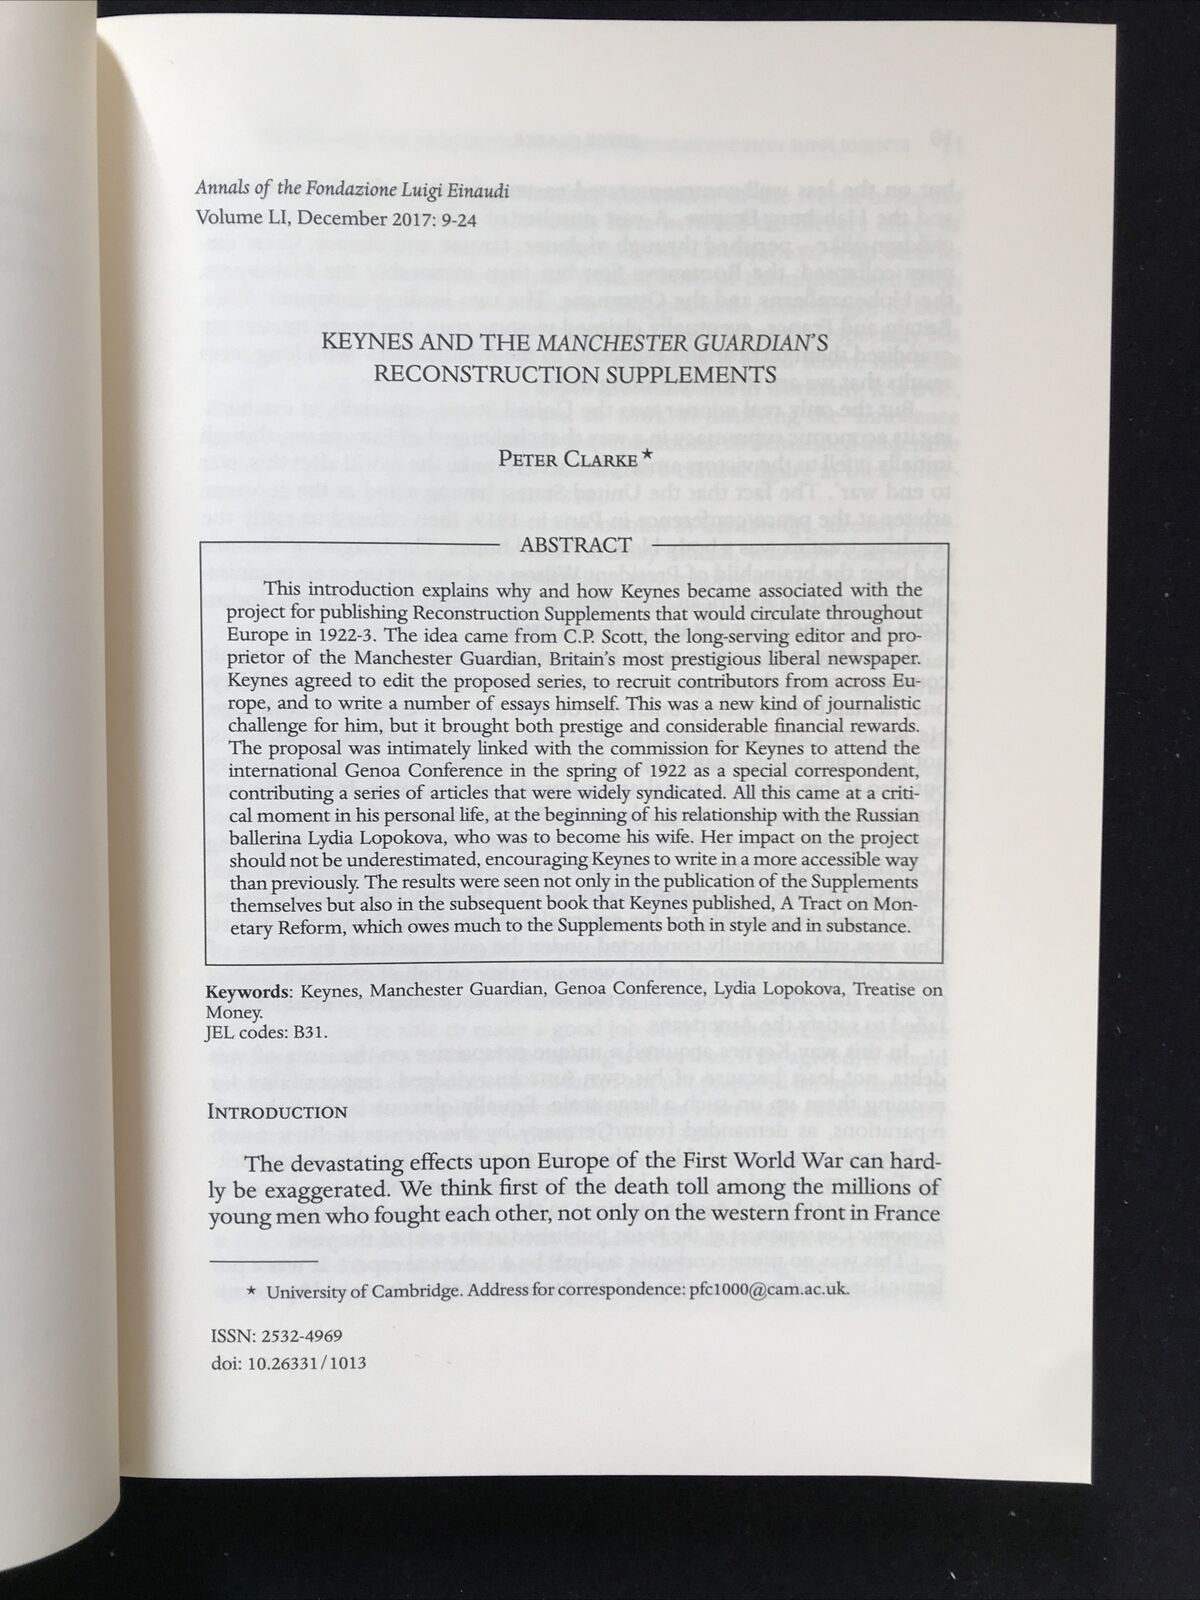 Annals of the Fondazione Luigi Einaudi
Volume LI, December 2017: 9-24
KEYNES AND THE MANCHESTER GUARDIAN'S
RECONSTRUCTION SUPPLEMENTS
PETER CLARKE★
ABSTRACT
This introduction explains why and how Keynes became associated with the
project for publishing Reconstruction Supplements that would circulate throughout
Europe in 1922-3. The idea came from C.P. Scott, the long-serving editor and pro-
prietor of the Manchester Guardian, Britain's most prestigious liberal newspaper.
Keynes agreed to edit the proposed series, to recruit contributors from across Eu-
rope, and to write a number of essays himself. This was a new kind of journalistic
challenge for him, but it brought both prestige and considerable financial rewards.
The proposal was intimately linked with the commission for Keynes to attend the
international Genoa Conference in the spring of 1922 as a special correspondent,
contributing a series of articles that were widely syndicated. All this came at a criti-
cal moment in his personal life, at the beginning of his relationship with the Russian
ballerina Lydia Lopokova, who was to become his wife. Her impact on the project
should not be underestimated, encouraging Keynes to write in a more accessible way
than previously. The results were seen not only in the publication of the Supplements
themselves but also in the subsequent book that Keynes published, A Tract on Mon-
etary Reform, which owes much to the Supplements both in style and in substance.
Keywords: Keynes, Manchester Guardian, Genoa Conference, Lydia Lopokova, Treatise on
Money.
JEL codes: B31.
INTRODUCTION
The devastating effects upon Europe of the First World War can hard-
ly be exaggerated. We think first of the death toll among the millions of
young men who fought each other, not only on the western front in France
★ University of Cambridge. Address for correspondence: pfc1000@cam.ac.uk.
ISSN: 2532-4969
doi: 10.26331/1013